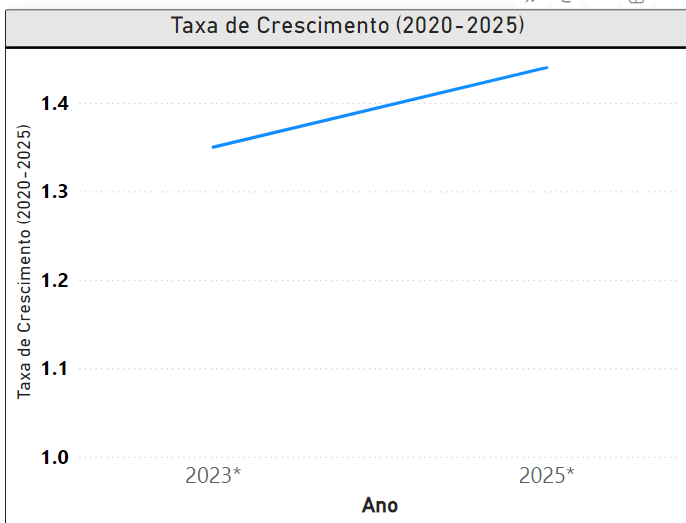 Taxa de Crescimento (2020-2025)
Taxa de Crescimento (2020-2025)
1.4
1.3
1.2
1.1
1.0
2023*
2025*
Ano